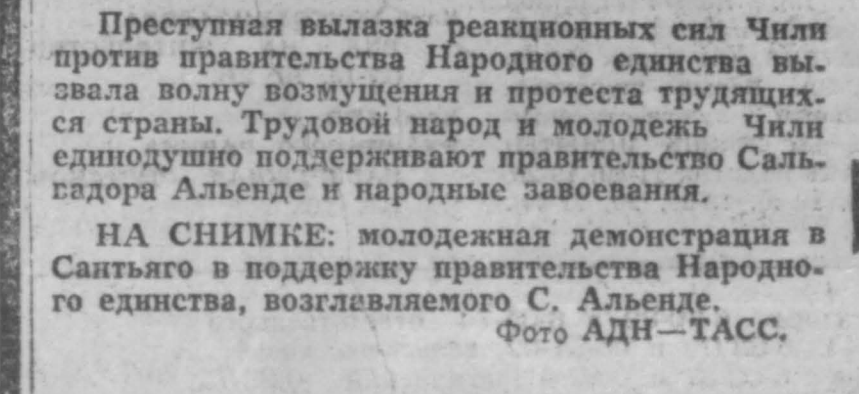 Преступная вылазка реакционных сил Чили
против правительства Народного единства вы-
звала волну возмущения и протеста трудящих-
ся страны. Трудовой народ и молодежь Чили
единодушно поддерживают правительство Саль-
вадора Альенде и народные завоевания.
НА СНИМКЕ: молодежная демонстрация в
Сантьяго в поддержку правительства Народно-
го единства, возглавляемого С. Альенде.
Фото АДН—ТАСС.